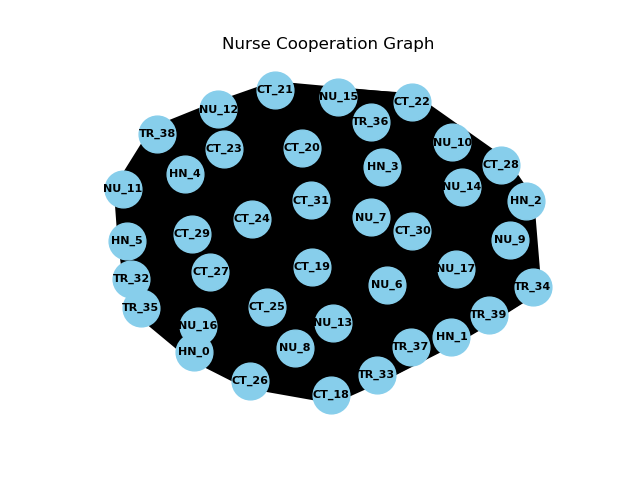 Nurse Cooperation Graph
CT_21
NU_15
CT_22
NU_12
TR_36
TR_38
NU_10
CT_23
CT_20
CT_28
HN_3
HN_4
NU_14
NU_11
CT_31
HN_2
CT_24
NU_7
CT_30
CT_29
HN_5
NU_9
CT_19
NU_17
CT_27
TR_32
NU_6
TR_34
CT_25
TR_35
TR_39
NU_13
NU_16
HN_1
TR_37
NU_8
HN_0
TR_33
CT_26
CT_18